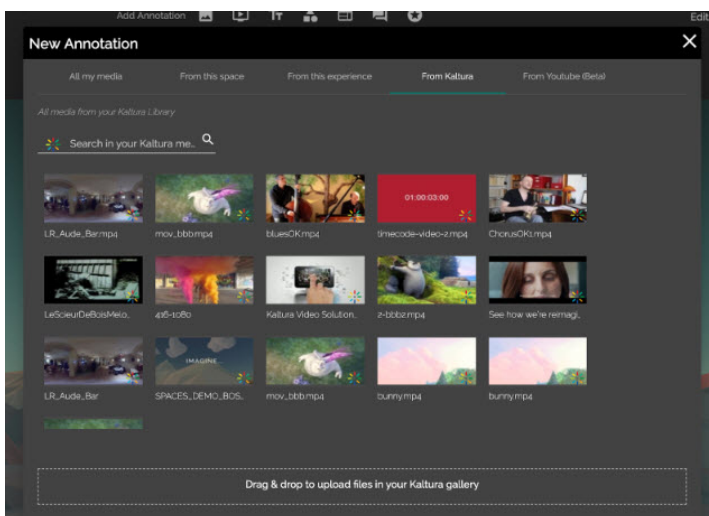 Add Annotation
Edit
New Annotation
All my media From this space From this experience From Kaltura From Youtube (Beta)
All media from your Kaltura Library
Search in your Kaltura me..
LR_Aude_Bar.mp4 mov_bbb.mp4 bluesOK.mp4 timecode-video-2.mp4 ChorusOK1.mp4
01:00:03:00
LeScieurDeBoisMelo.. 416-1080 Kaltura Video Solution.. 2-bbb2.mp4 See how we're reimagi..
IMAGINE
LR_Aude_Bar SPACES_DEMO_BOS.. mov_bbb.mp4 bunny.mp4 bunny.mp4
Drag & drop to upload files in your Kaltura gallery